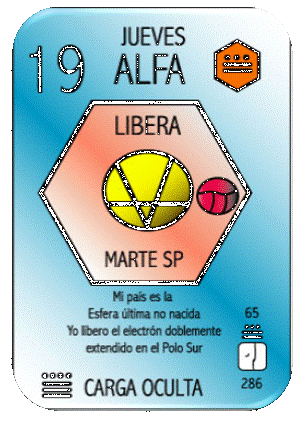 JUEVES
19 ALFA
LIBERA
MARTE SP
Mi país es la
Esfera última no nacida
Yo libero el electrón doblemente
extendido en el Polo Sur
65
286
CARGA OCULTA